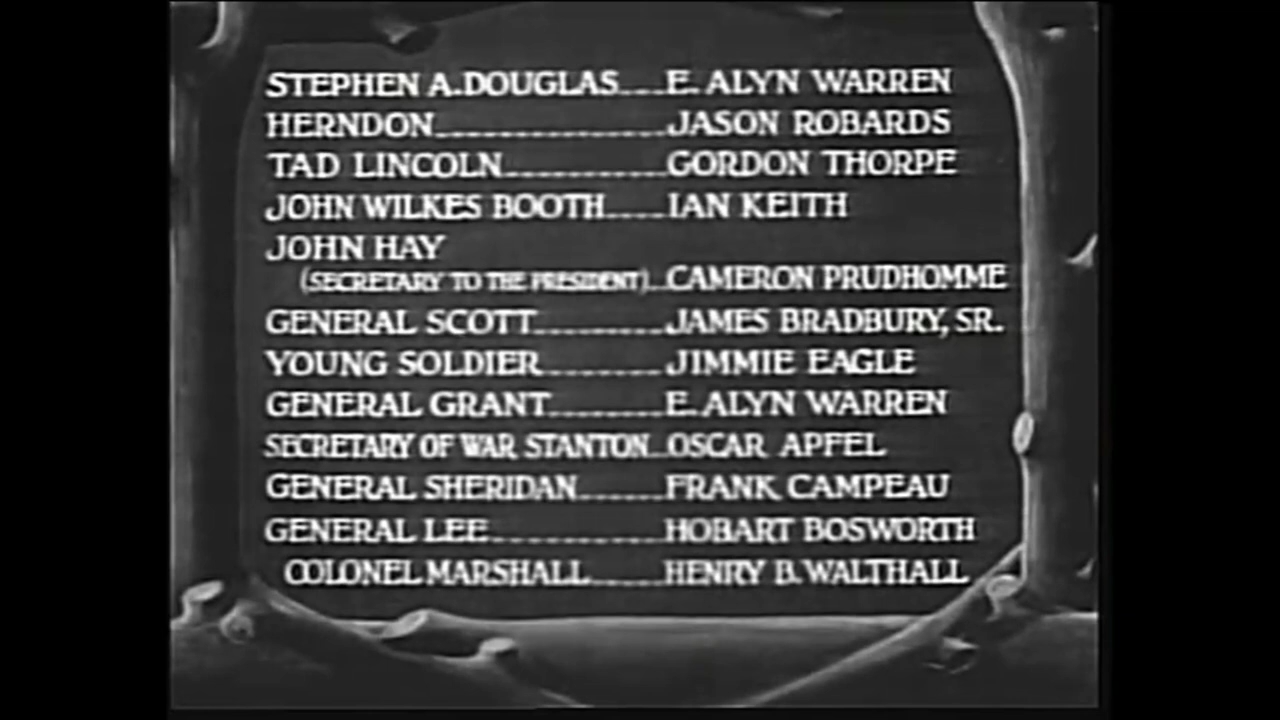 STEPHEN A. DOUGLAS....E. ALYN WARREN
HERNDON....................JASON ROBARDS
TAD LINCOLN..............GORDON THORPE
JOHN WILKES BOOTH.....IAN KEITH
JOHN HAY
(SECRETARY TO THE PRESIDENT)..CAMERON PRUDHOMME
GENERAL SCOTT...........JAMES BRADBURY, SR.
YOUNG SOLDIER..........JIMMIE EAGLE
GENERAL GRANT..........E. ALYN WARREN
SECRETARY OF WAR STANTON..OSCAR APFEL
GENERAL SHERIDAN.......FRANK CAMPEAU
GENERAL LEE...............HOBART BOSWORTH
COLONEL MARSHALL......HENRY B. WALTHALL